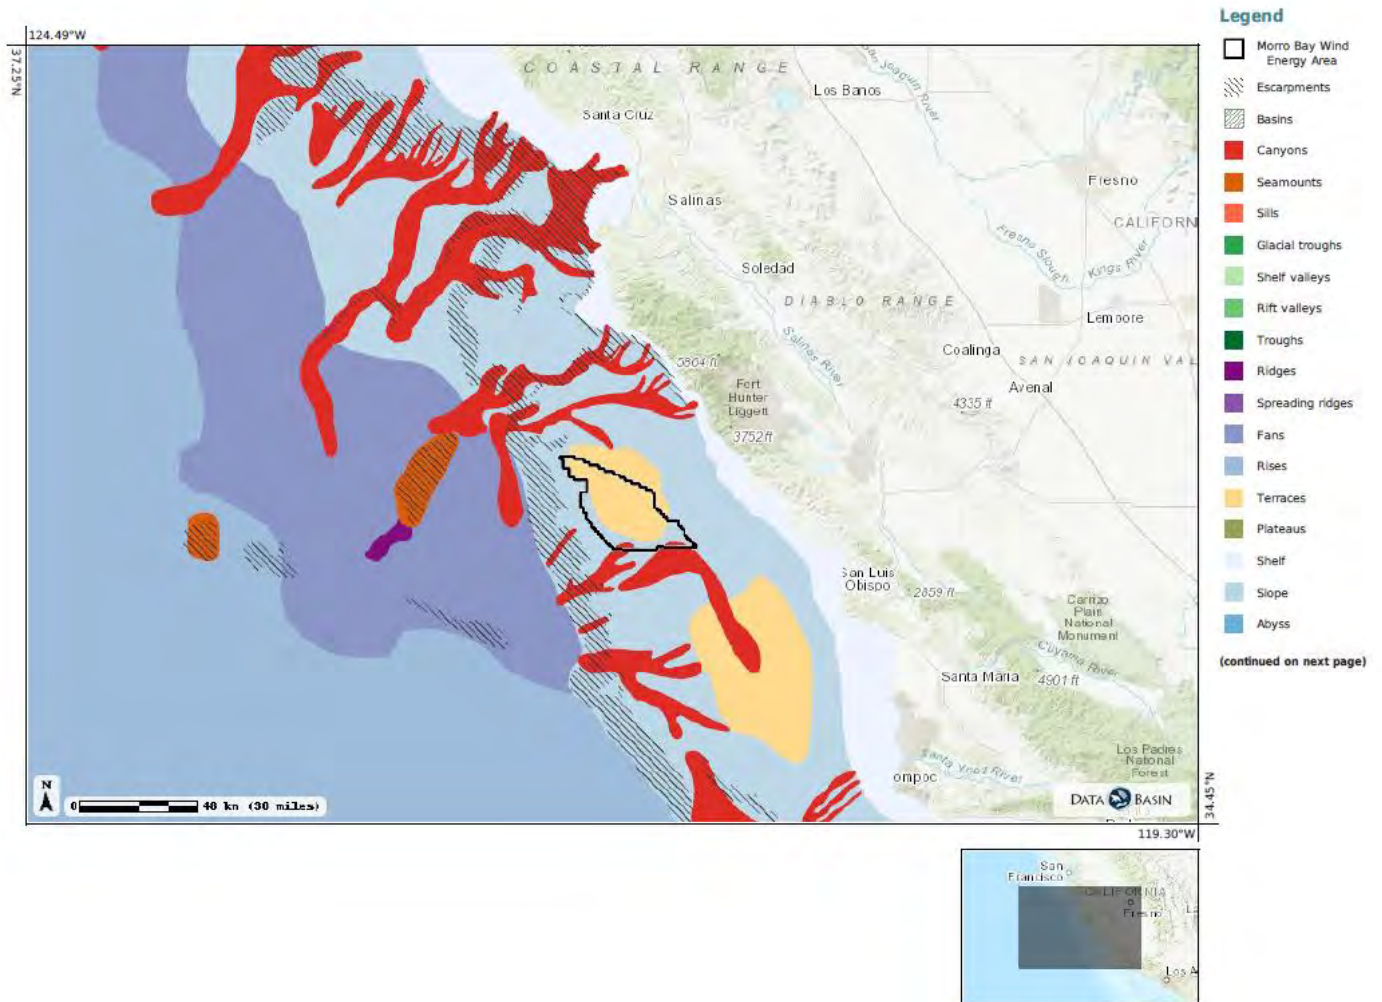 Legend
124.49°W
37.25°N
Morro Bay Wind
Energy Area
Escarpments
Basins
Canyons
Seamounts
Sills
Glacial troughs
Shelf valleys
Rift valleys
Troughs
Ridges
Spreading ridges
Fans
Rises
Terraces
Plateaus
Shelf
Slope
Abyss
(continued on next page)
COASTAL RANGE
Los Banos
San Joaquin River
Santa Cruz
Fresno
Salinas
CALIFORN
Fresno Slough
Kings River
Soledad
DIABLO RANGE
Lemoore
Salinas River
Coalinga
SAN JOAQUIN VAL
5864 ft
Fort
Hunter
Liggett
Avenal
4335 ft
3752 ft
San Luis
Obispo
2859 ft
Carrizo
Plain
National
Monument
Cuyama River
Santa Maria
4901 ft
Los Padres
National
Forest
Santa Ynez River
ompoc
N
0 40 km (30 miles)
DATA BASIN
34.45°N
119.30°W
San
Francisco
CALIFORNIA
Fresno
Los A